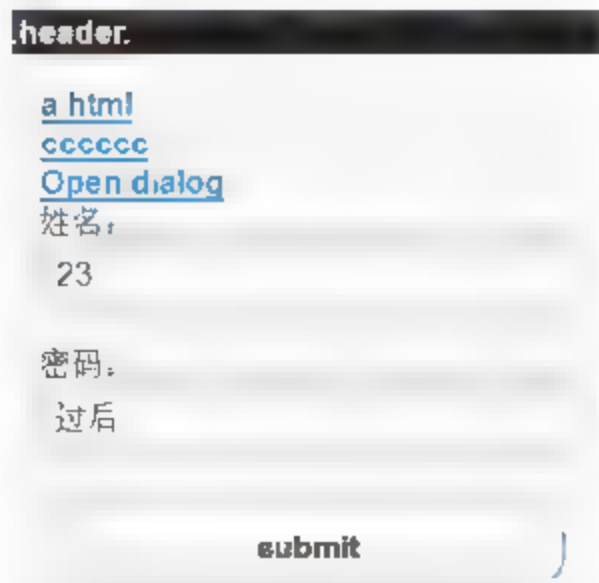 .header.
a html
cccccc
Open dialog
姓名：
23
密码：
过后
submit